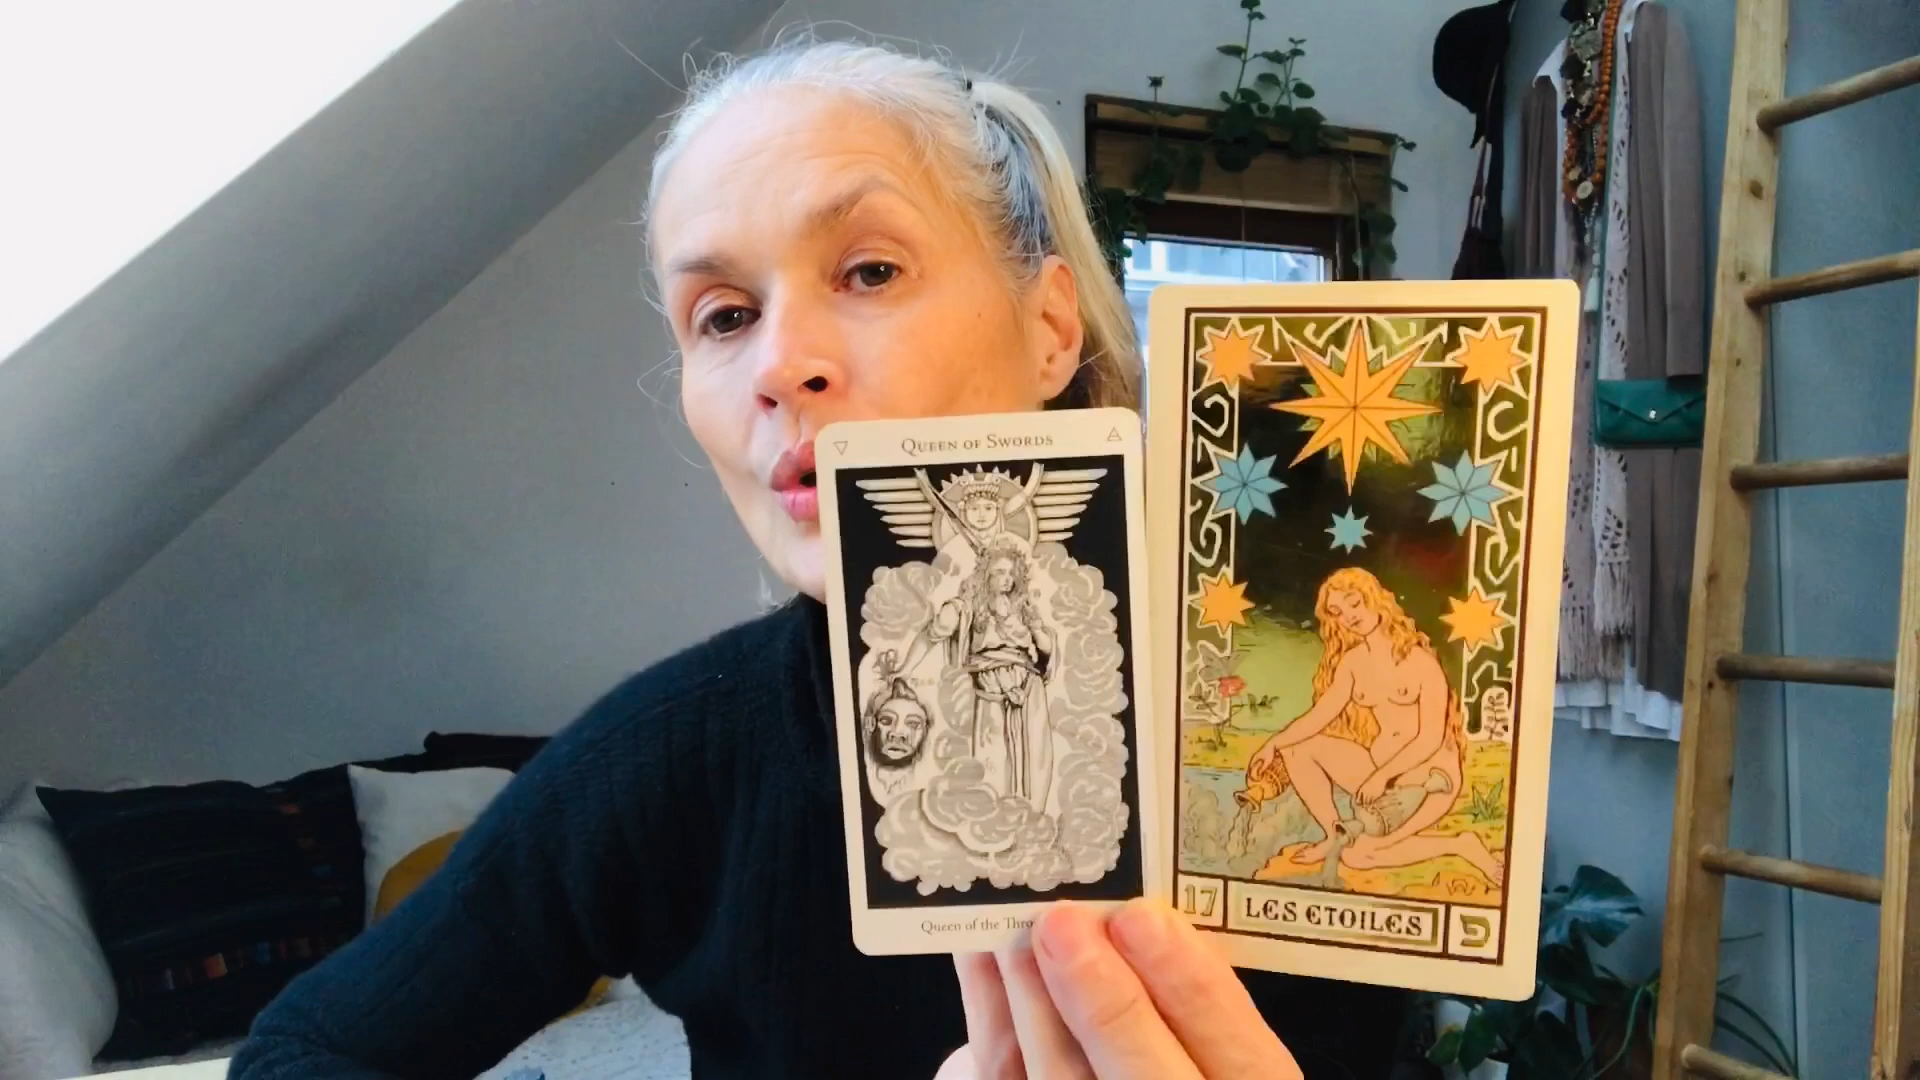 Queen of Swords
Queen of the
17
LES ETOILES
פ